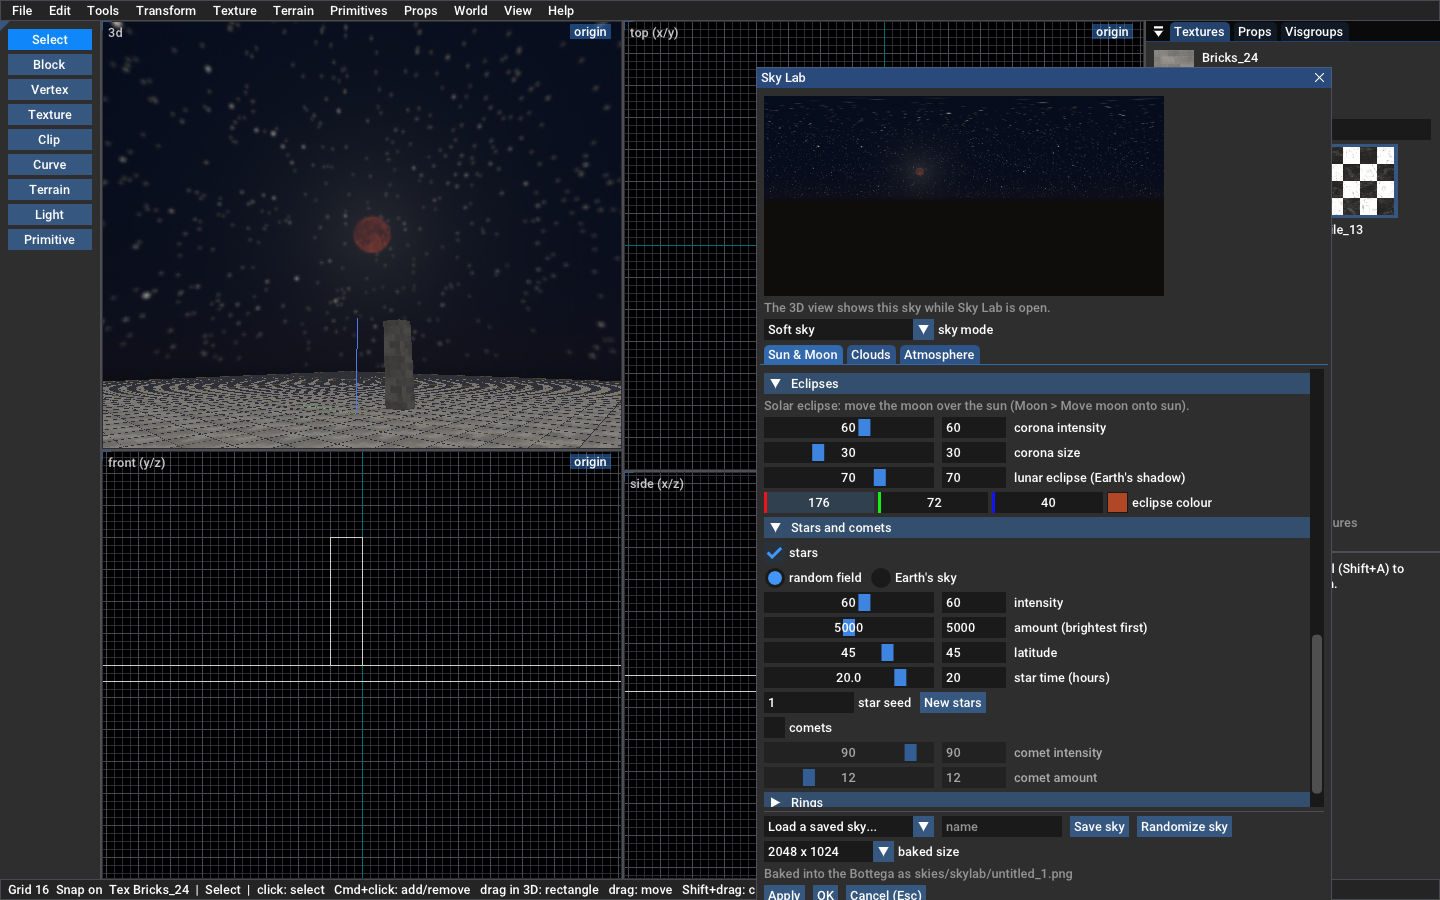 File Edit Tools Transform Texture Terrain Primitives Props World View Help
Select
Block
Vertex
Texture
Clip
Curve
Terrain
Light
Primitive
3d origin
top (x/y) origin
front (y/z) origin
side (x/z)
Textures Props Visgroups
Bricks_24
ile_13
ures
l (Shift+A) to
Sky Lab
The 3D view shows this sky while Sky Lab is open.
Soft sky sky mode
Sun & Moon Clouds Atmosphere
Eclipses
Solar eclipse: move the moon over the sun (Moon > Move moon onto sun).
60 60 corona intensity
30 30 corona size
70 70 lunar eclipse (Earth's shadow)
176 72 40 eclipse colour
Stars and comets
stars
random field Earth's sky
60 60 intensity
5000 5000 amount (brightest first)
45 45 latitude
20.0 20 star time (hours)
1 star seed New stars
comets
90 90 comet intensity
12 12 comet amount
Rings
Load a saved sky... name Save sky Randomize sky
2048 x 1024 baked size
Baked into the Bottega as skies/skylab/untitled_1.png
Apply OK Cancel (Esc)
Grid 16 Snap on Tex Bricks_24 | Select | click: select Cmd+click: add/remove drag in 3D: rectangle drag: move Shift+drag: c